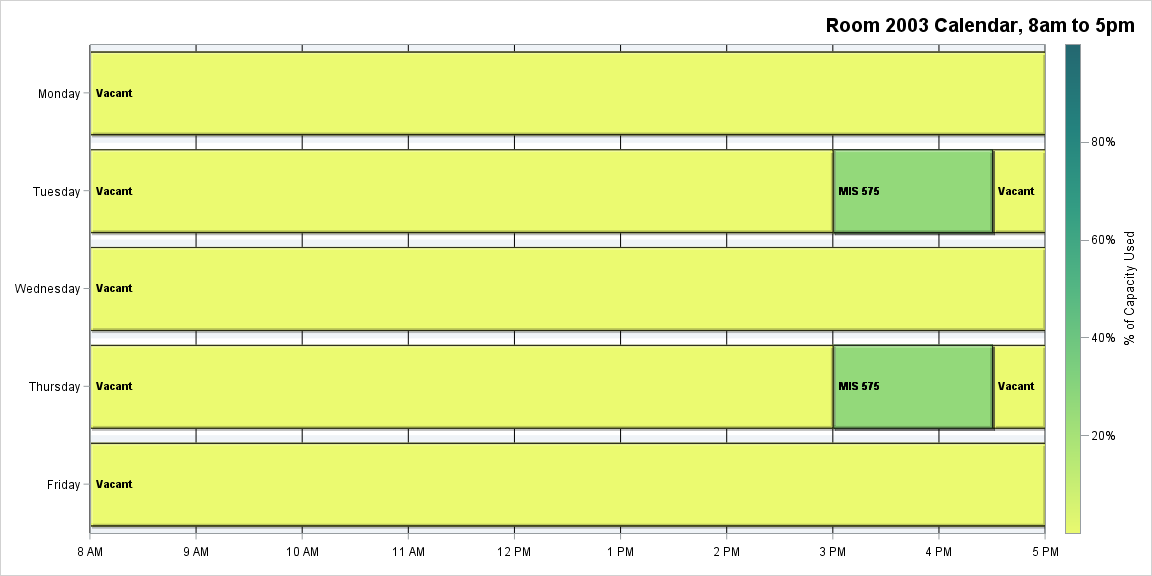 Room 2003 Calendar, 8am to 5pm
Monday
Vacant
Tuesday
Vacant
MIS 575
Vacant
Wednesday
Vacant
Thursday
Vacant
MIS 575
Vacant
Friday
Vacant
8 AM
9 AM
10 AM
11 AM
12 PM
1 PM
2 PM
3 PM
4 PM
5 PM
80%
60%
40%
20%
% of Capacity Used